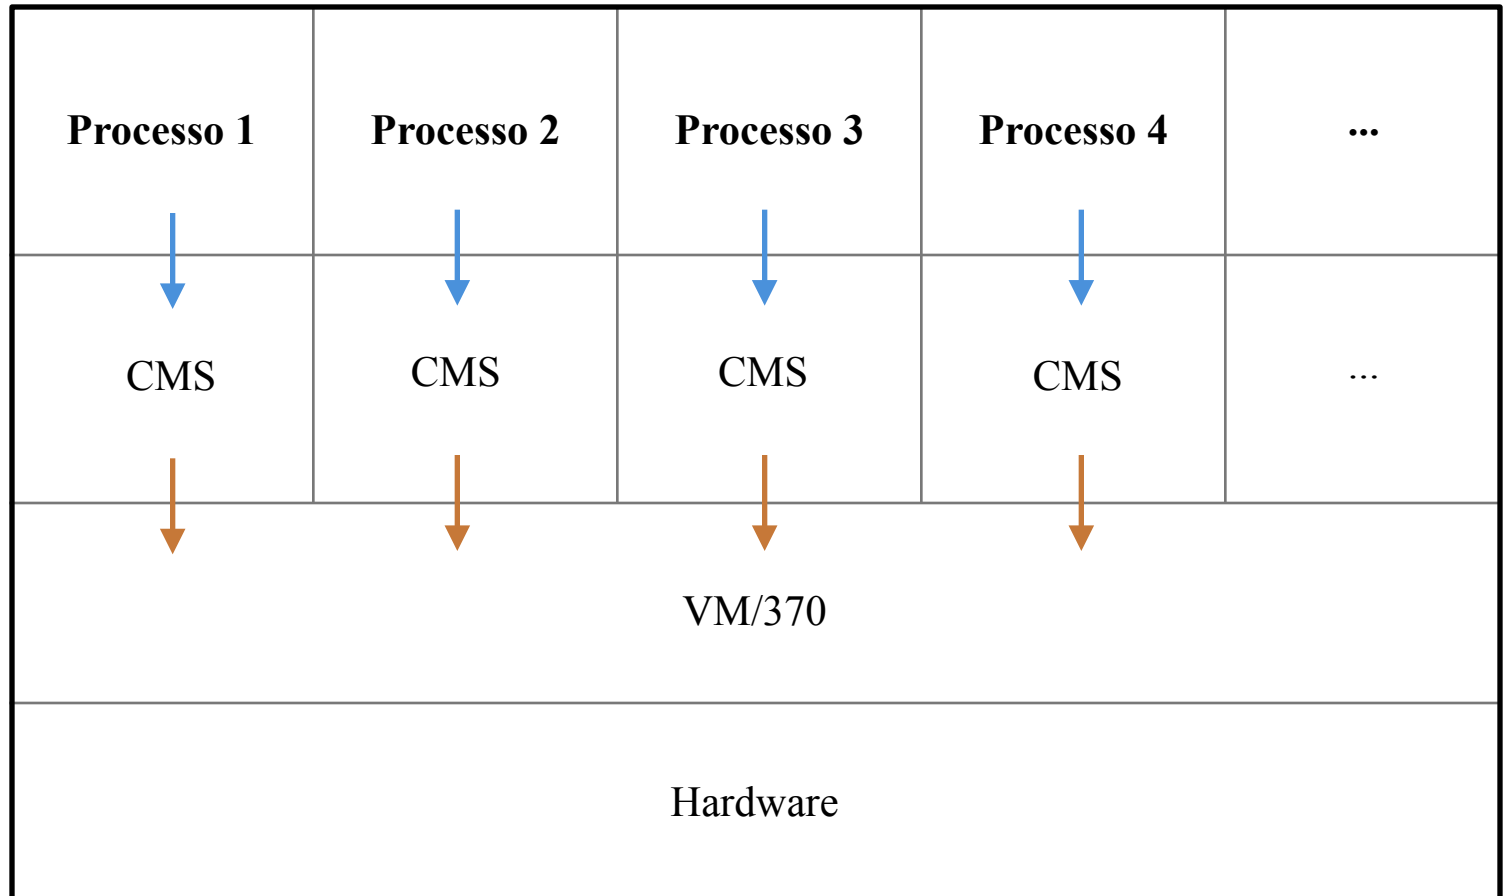 Processo 1
Processo 2
Processo 3
Processo 4
...
CMS
CMS
CMS
CMS
...
VM/370
Hardware